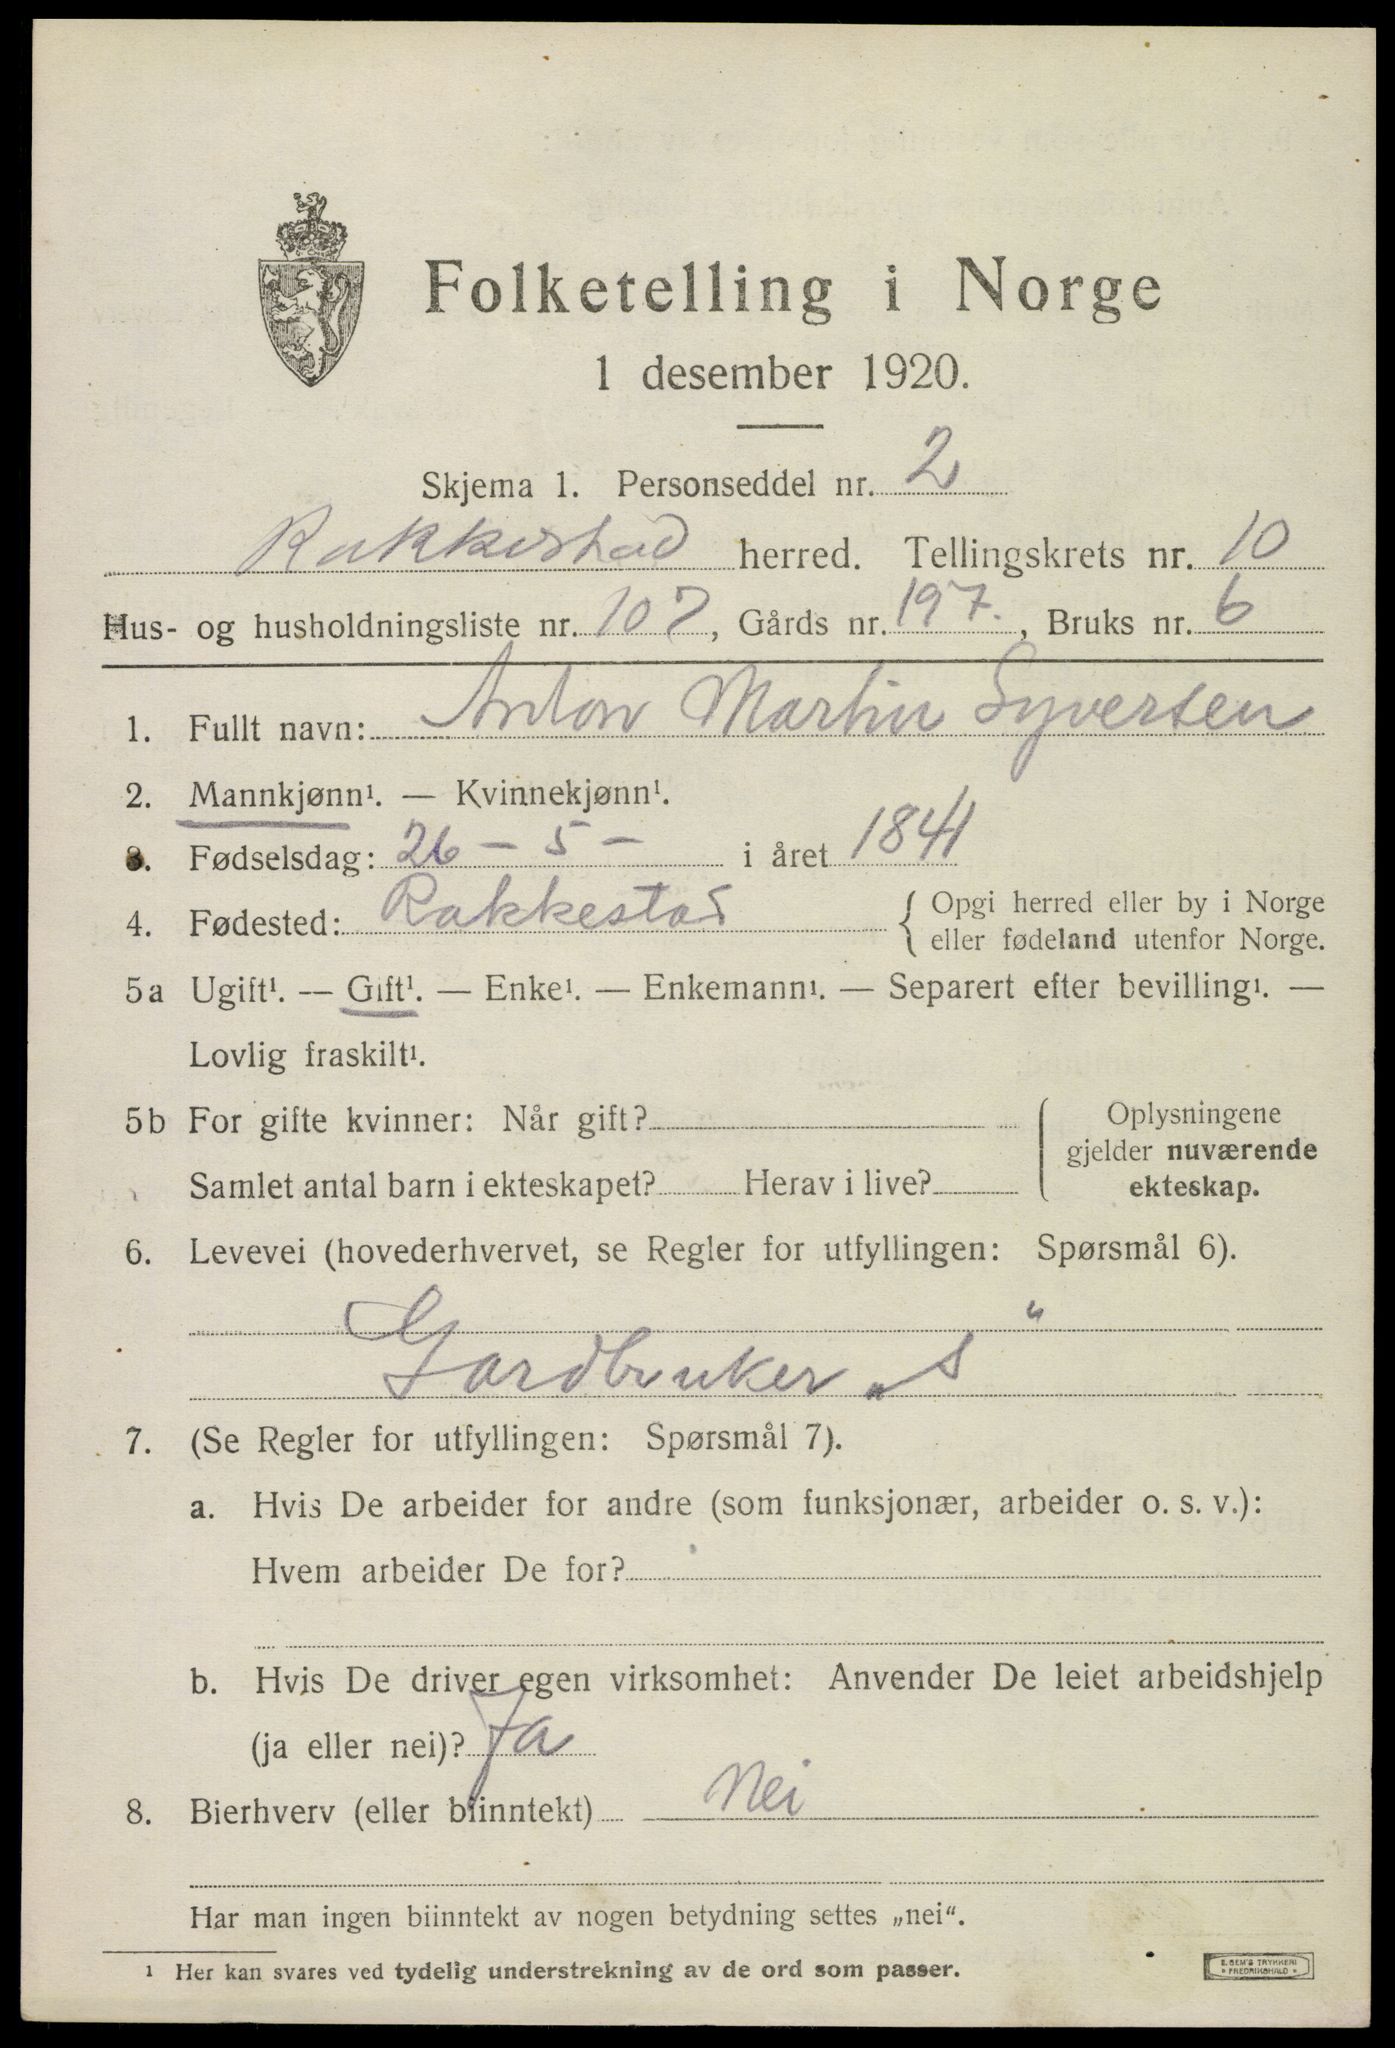 Folketelling i Norge
1 desember 1920.
Skjema 1. Personseddel nr. 2
Rakkestad herred. Tellingskrets nr. 10
Hus- og husholdningsliste nr. 107, Gårds nr. 197., Bruks nr. 6
1. Fullt navn: Anton Martin Syversen
2. Mannkjønn¹. — Kvinnekjønn¹.
3. Fødselsdag: 26 – 5 – i året 1841
4. Fødested: Rakkestad { Opgi herred eller by i Norge
eller fødeland utenfor Norge.
5a Ugift¹. — Gift¹. — Enke¹. — Enkemann¹. — Separert efter bevilling¹. —
Lovlig fraskilt¹.
5b For gifte kvinner: Når gift?
Samlet antal barn i ekteskapet? Herav i live?
Oplysningene
gjelder nuværende
ekteskap.
6. Levevei (hovederhvervet, se Regler for utfyllingen: Spørsmål 6).
Gardbruker „S“
7. (Se Regler for utfyllingen: Spørsmål 7).
a. Hvis De arbeider for andre (som funksjonær, arbeider o. s. v.):
Hvem arbeider De for?
b. Hvis De driver egen virksomhet: Anvender De leiet arbeidshjelp
(ja eller nei)? Ja
8. Bierhverv (eller biinntekt) Nei
Har man ingen biinntekt av nogen betydning settes „nei“.
¹ Her kan svares ved tydelig understrekning av de ord som passer.
E. SEM'S TRYKKERI
FREDRIKSHALD